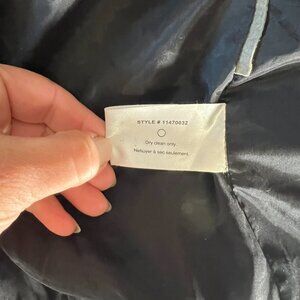 STYLE # 11470032
Dry clean only.
Nettoyer à sec seulement.